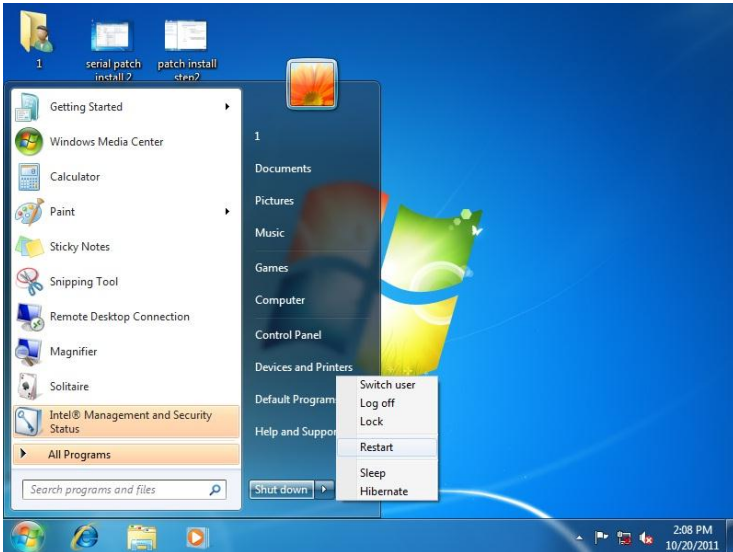 1
serial patch
install 2
patch install
step2
Getting Started
Windows Media Center
Calculator
Paint
Sticky Notes
Snipping Tool
Remote Desktop Connection
Magnifier
Solitaire
Intel® Management and Security
Status
All Programs
Search programs and files
1
Documents
Pictures
Music
Games
Computer
Control Panel
Devices and Printers
Default Program
Help and Suppor
Shut down
Switch user
Log off
Lock
Restart
Sleep
Hibernate
2:08 PM
10/20/2011